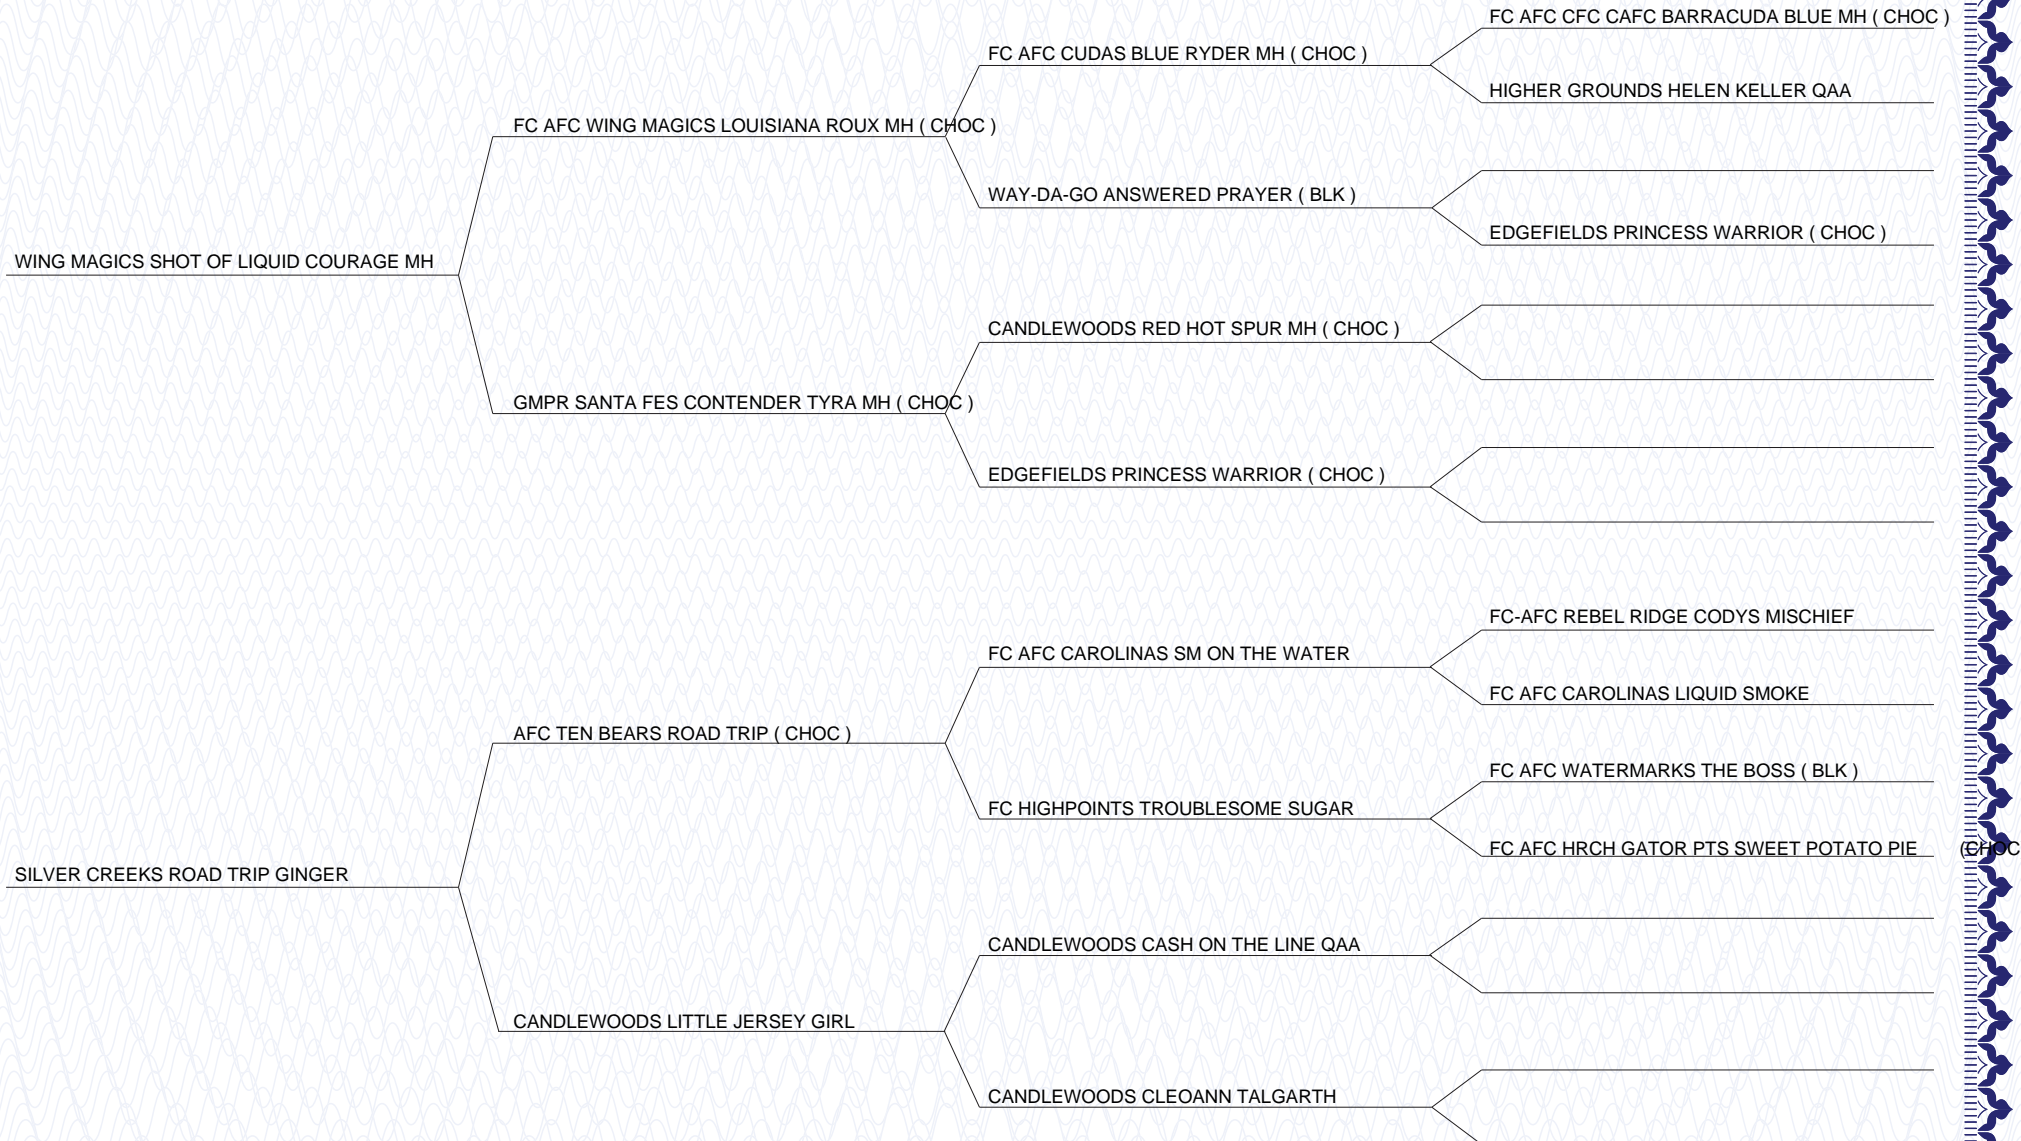 FC AFC CFC CAFC BARRACUDA BLUE MH ( CHOC )
FC AFC CUDAS BLUE RYDER MH ( CHOC )
HIGHER GROUNDS HELEN KELLER QAA
FC AFC WING MAGICS LOUISIANA ROUX MH ( CHOC )
WAY-DA-GO ANSWERED PRAYER ( BLK )
EDGEFIELDS PRINCESS WARRIOR ( CHOC )
WING MAGICS SHOT OF LIQUID COURAGE MH
CANDLEWOODS RED HOT SPUR MH ( CHOC )
GMPR SANTA FES CONTENDER TYRA MH ( CHOC )
EDGEFIELDS PRINCESS WARRIOR ( CHOC )
FC-AFC REBEL RIDGE CODYS MISCHIEF
FC AFC CAROLINAS SM ON THE WATER
FC AFC CAROLINAS LIQUID SMOKE
AFC TEN BEARS ROAD TRIP ( CHOC )
FC AFC WATERMARKS THE BOSS ( BLK )
FC HIGHPOINTS TROUBLESOME SUGAR
FC AFC HRCH GATOR PTS SWEET POTATO PIE (CHOC
SILVER CREEKS ROAD TRIP GINGER
CANDLEWOODS CASH ON THE LINE QAA
CANDLEWOODS LITTLE JERSEY GIRL
CANDLEWOODS CLEOANN TALGARTH